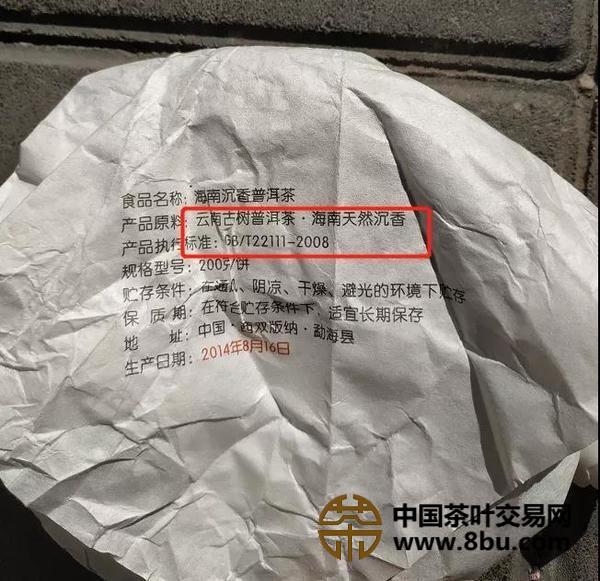 食品名称：海南沉香普洱茶
产品原料：云南古树普洱茶·海南天然沉香
产品执行标准：GB/T22111-2008
规格型号：200g/饼
贮存条件：在通风、阴凉、干燥、避光的环境下贮存
保 质 期：在符合贮存条件下，适宜长期保存
地 址：中国·西双版纳·勐海县
生产日期：2014年8月16日
中国茶叶交易网
www.8bu.com